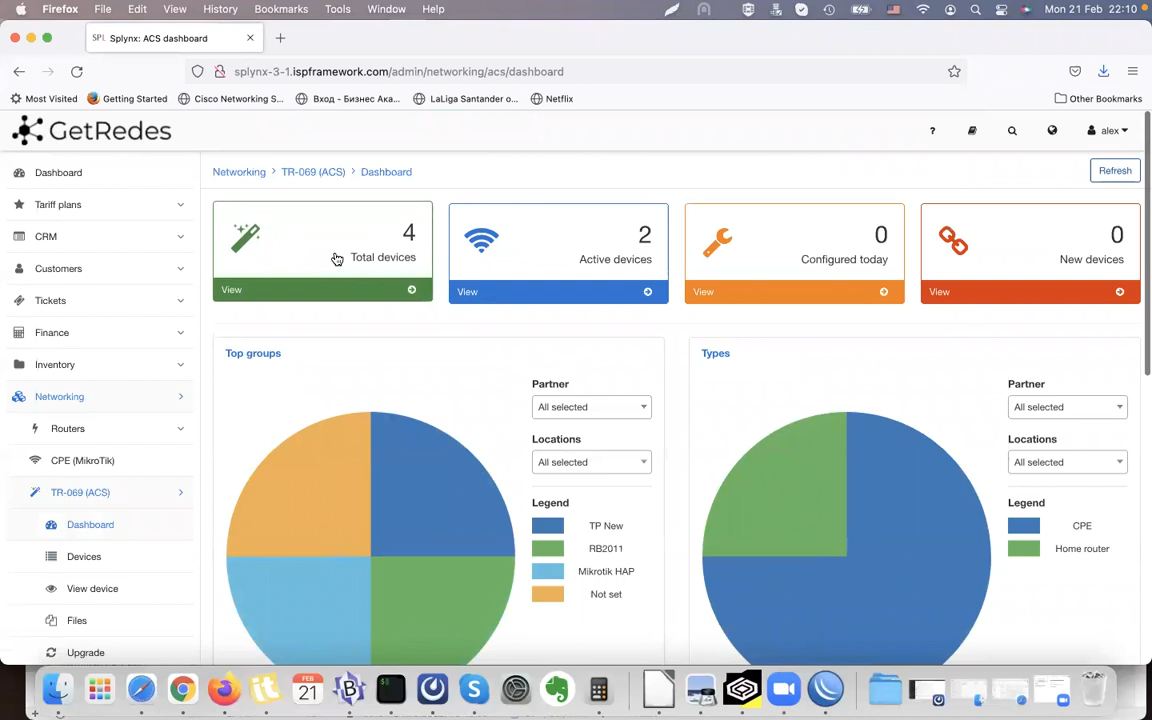 Firefox File Edit View History Bookmarks Tools Window Help Mon 21 Feb 22:10
SPL Splynx: ACS dashboard
splynx-3-1.ispframework.com/admin/networking/acs/dashboard
Most Visited Getting Started Cisco Networking S... Вход - Бизнес Ака... LaLiga Santander o... Netflix Other Bookmarks
GetRedes ? alex
Dashboard
Tariff plans
CRM
Customers
Tickets
Finance
Inventory
Networking
Routers
CPE (MikroTik)
TR-069 (ACS)
Dashboard
Devices
View device
Files
Upgrade
Networking > TR-069 (ACS) > Dashboard Refresh
4
Total devices
View
2
Active devices
View
0
Configured today
View
0
New devices
View
Top groups
Partner
All selected
Locations
All selected
Legend
TP New
RB2011
Mikrotik HAP
Not set
Types
Partner
All selected
Locations
All selected
Legend
CPE
Home router
FEB
21